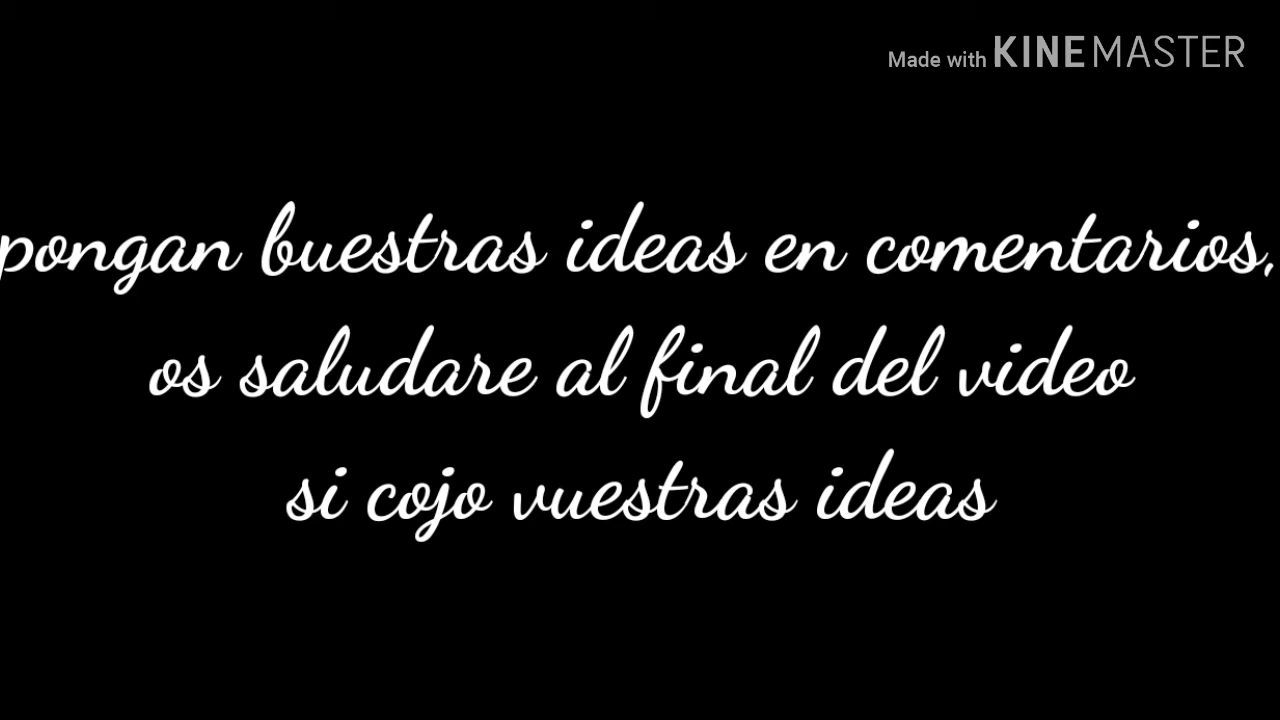 Made with KINEMASTER
pongan buestras ideas en comentarios,
os saludare al final del video
si cojo vuestras ideas